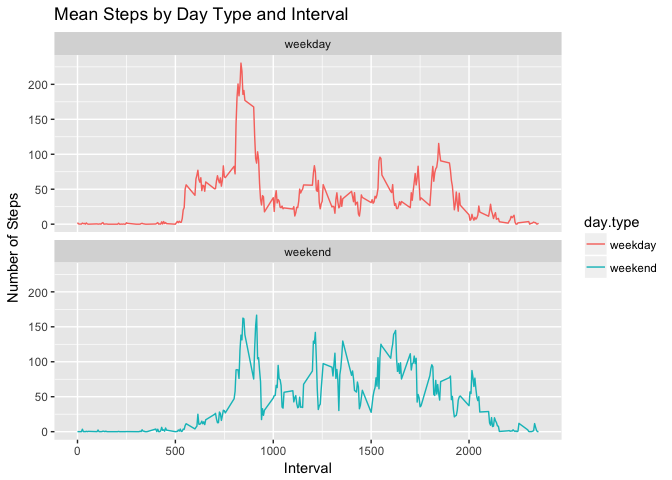 Mean Steps by Day Type and Interval
weekday
200
150
100
50
0
weekend
200
150
100
50
0
0 500 1000 1500 2000
Interval
Number of Steps
day.type
weekday
weekend